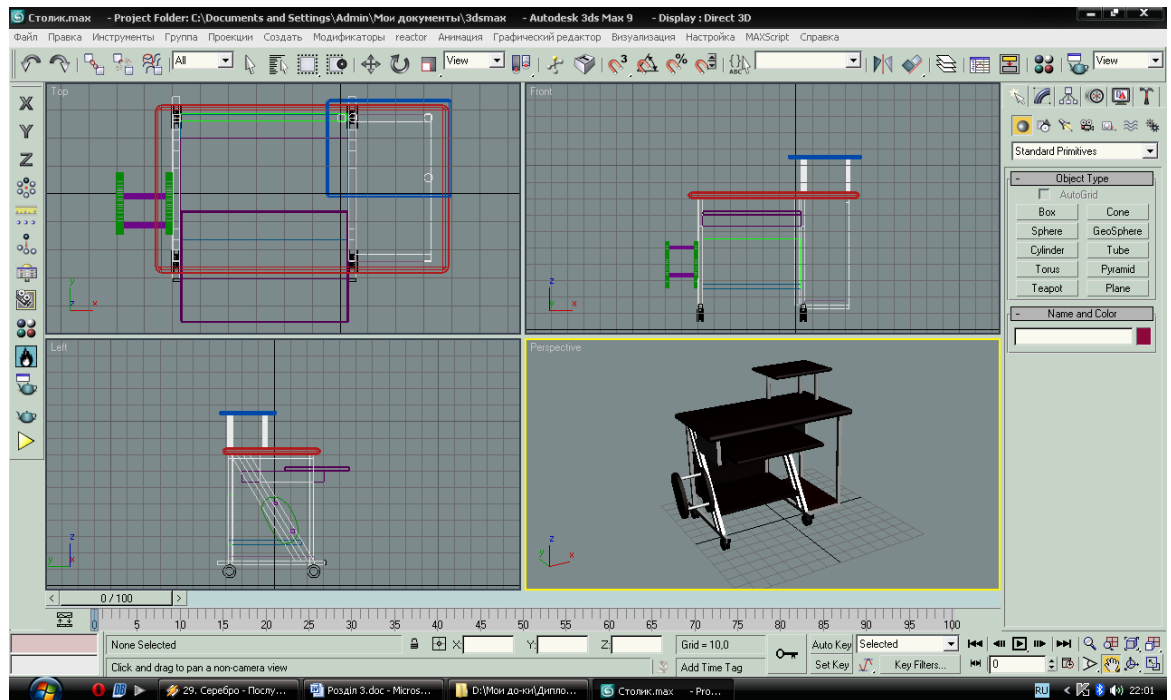 Столик.max - Project Folder: C:\Documents and Settings\Admin\Мои документы\3dsmax - Autodesk 3ds Max 9 - Display : Direct 3D
Файл Правка Инструменты Группа Проекции Создать Модификаторы reactor Анимация Графический редактор Визуализация Настройка MAXScript Справка
All View View
X
Y
Z
Top
y
z x
Front
z
y x
Left
z
y x
Perspective
z
y x
Standard Primitives
- Object Type
AutoGrid
Box Cone
Sphere GeoSphere
Cylinder Tube
Torus Pyramid
Teapot Plane
- Name and Color
< 0 / 100 >
0 5 10 15 20 25 30 35 40 45 50 55 60 65 70 75 80 85 90 95 100
None Selected X: Y: Z: Grid = 10,0 Auto Key Selected
Click and drag to pan a non-camera view Add Time Tag Set Key Key Filters... 0
29. Серебро - Послу... Розділ 3.doc - Micros... D:\Мои до-ки\Дипло... Столик.max - Pro... RU < 22:01